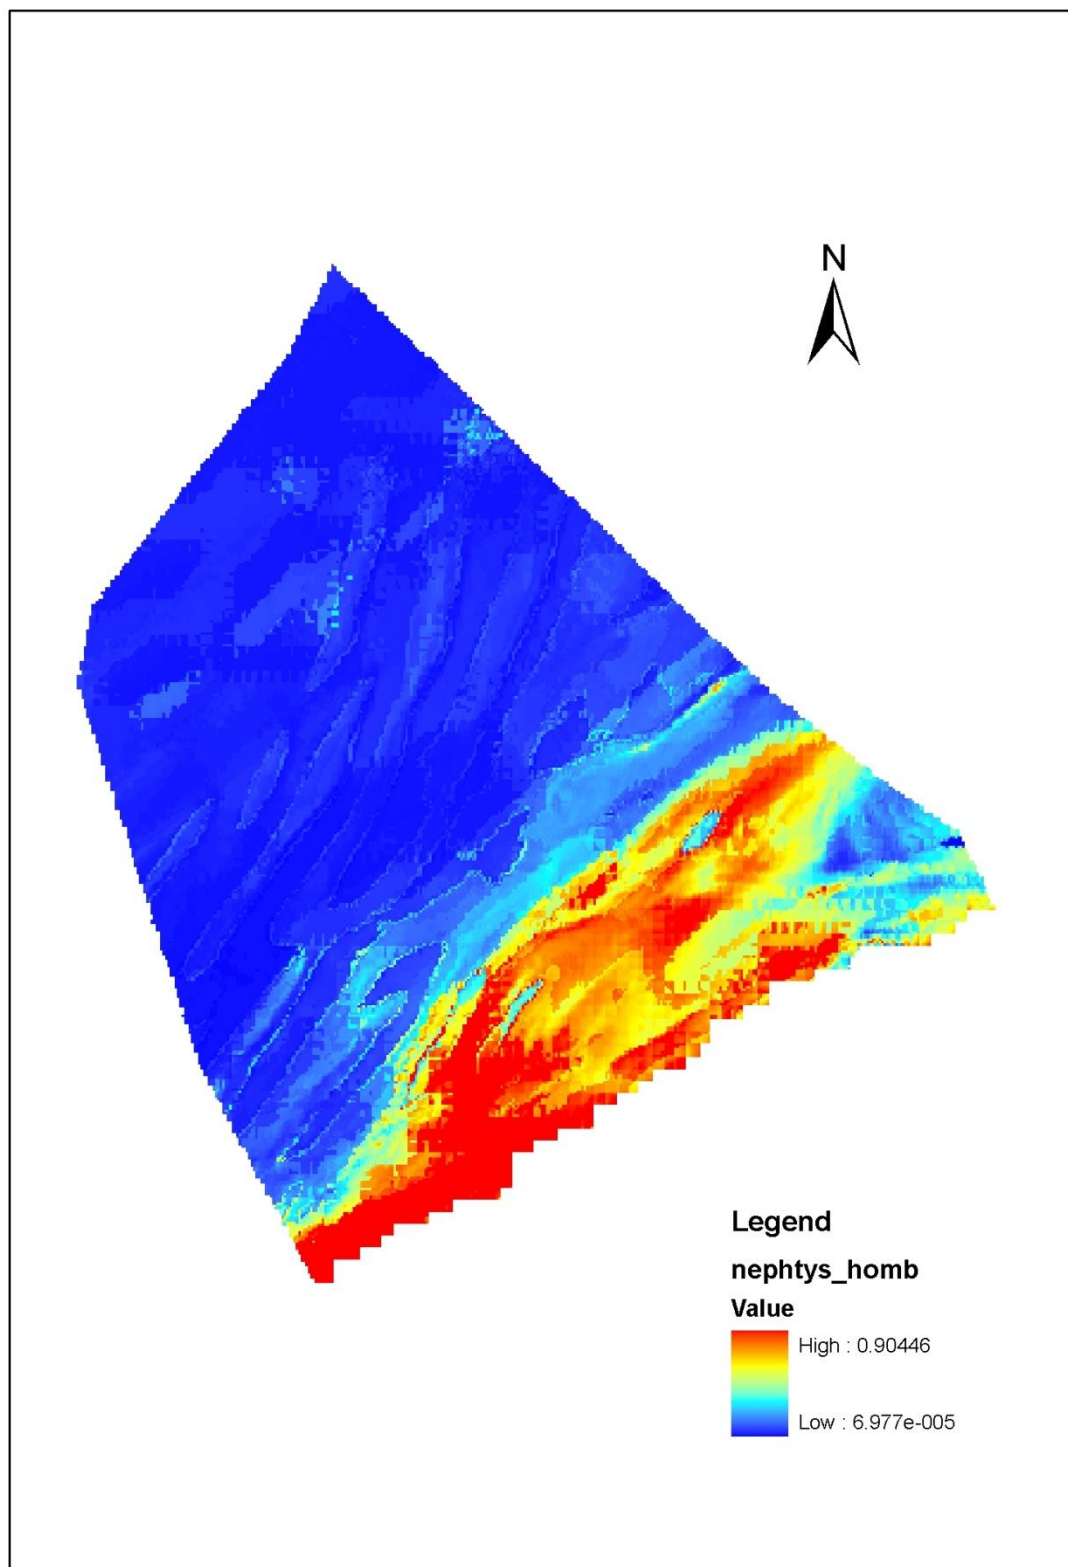 N
Legend
nephtys_homb
Value
High : 0.90446
Low : 6.977e-005